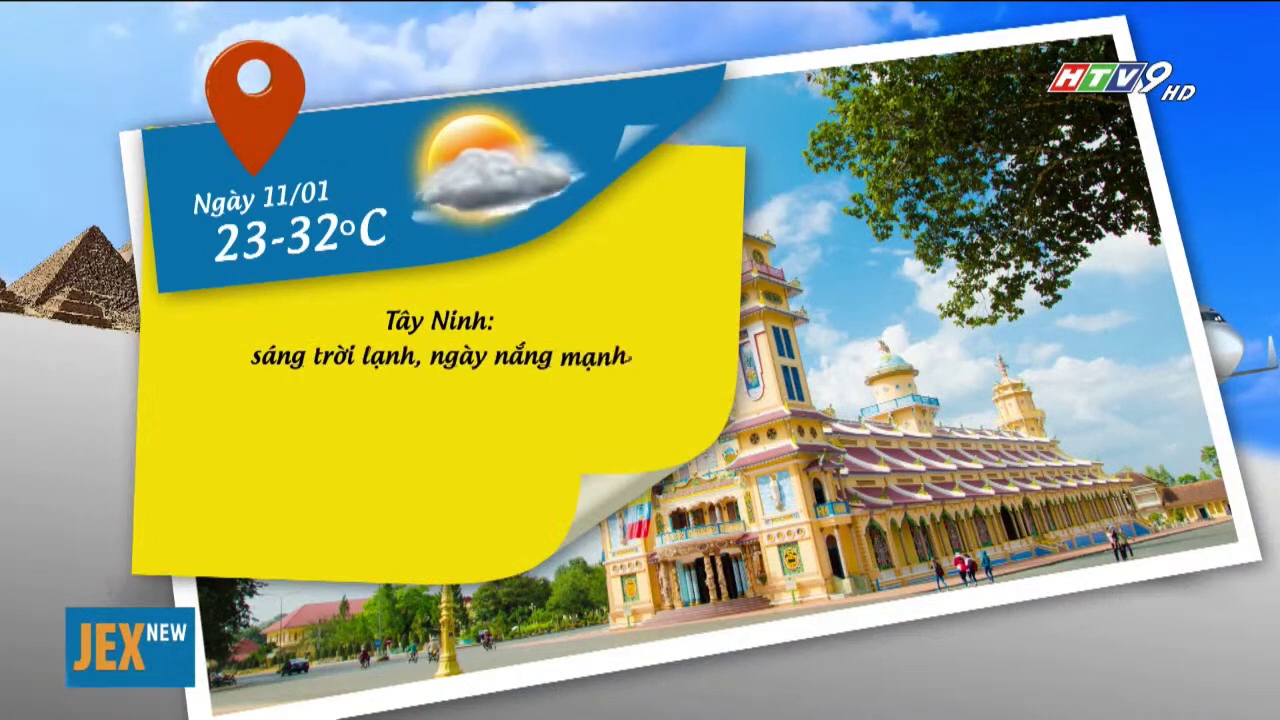 HTV9 HD
Ngày 11/01
23-32°C
Tây Ninh:
sáng trời lạnh, ngày nắng mạnh
JEX NEW